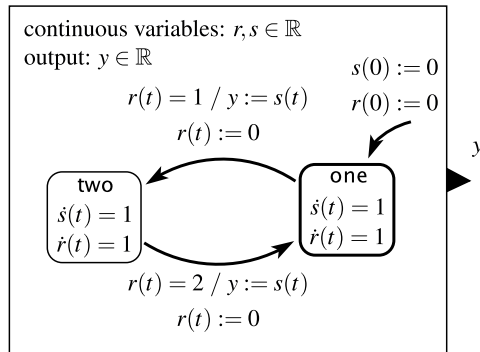 continuous variables: r, s ∈ ℝ
output: y ∈ ℝ
s(0) := 0
r(0) := 0
r(t) = 1 / y := s(t)
r(t) := 0
y
two
ṡ(t) = 1
ṙ(t) = 1
one
ṡ(t) = 1
ṙ(t) = 1
r(t) = 2 / y := s(t)
r(t) := 0